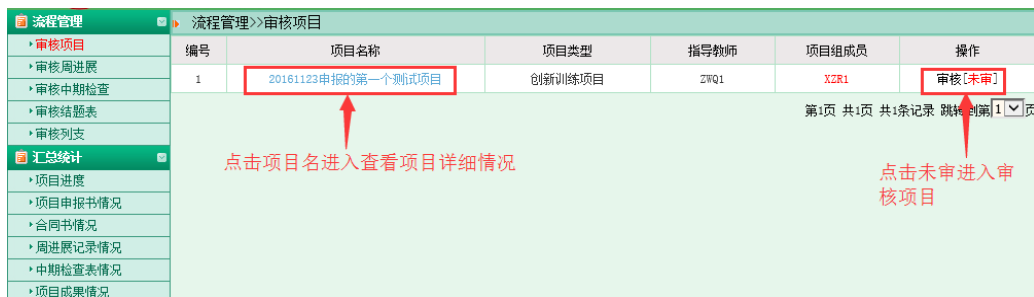 流程管理
审核项目
审核周进展
审核中期检查
审核结题表
审核列支
汇总统计
项目进度
项目申报书情况
合同书情况
周进展记录情况
中期检查表情况
项目成果情况
流程管理>>审核项目
编号 项目名称 项目类型 指导教师 项目组成员 操作
1 20161123申报的第一个测试项目 创新训练项目 ZWQ1 XZR1 审核[未审]
第1页 共1页 共1条记录 跳转到第 1 页
点击项目名进入查看项目详细情况
点击未审进入审
核项目